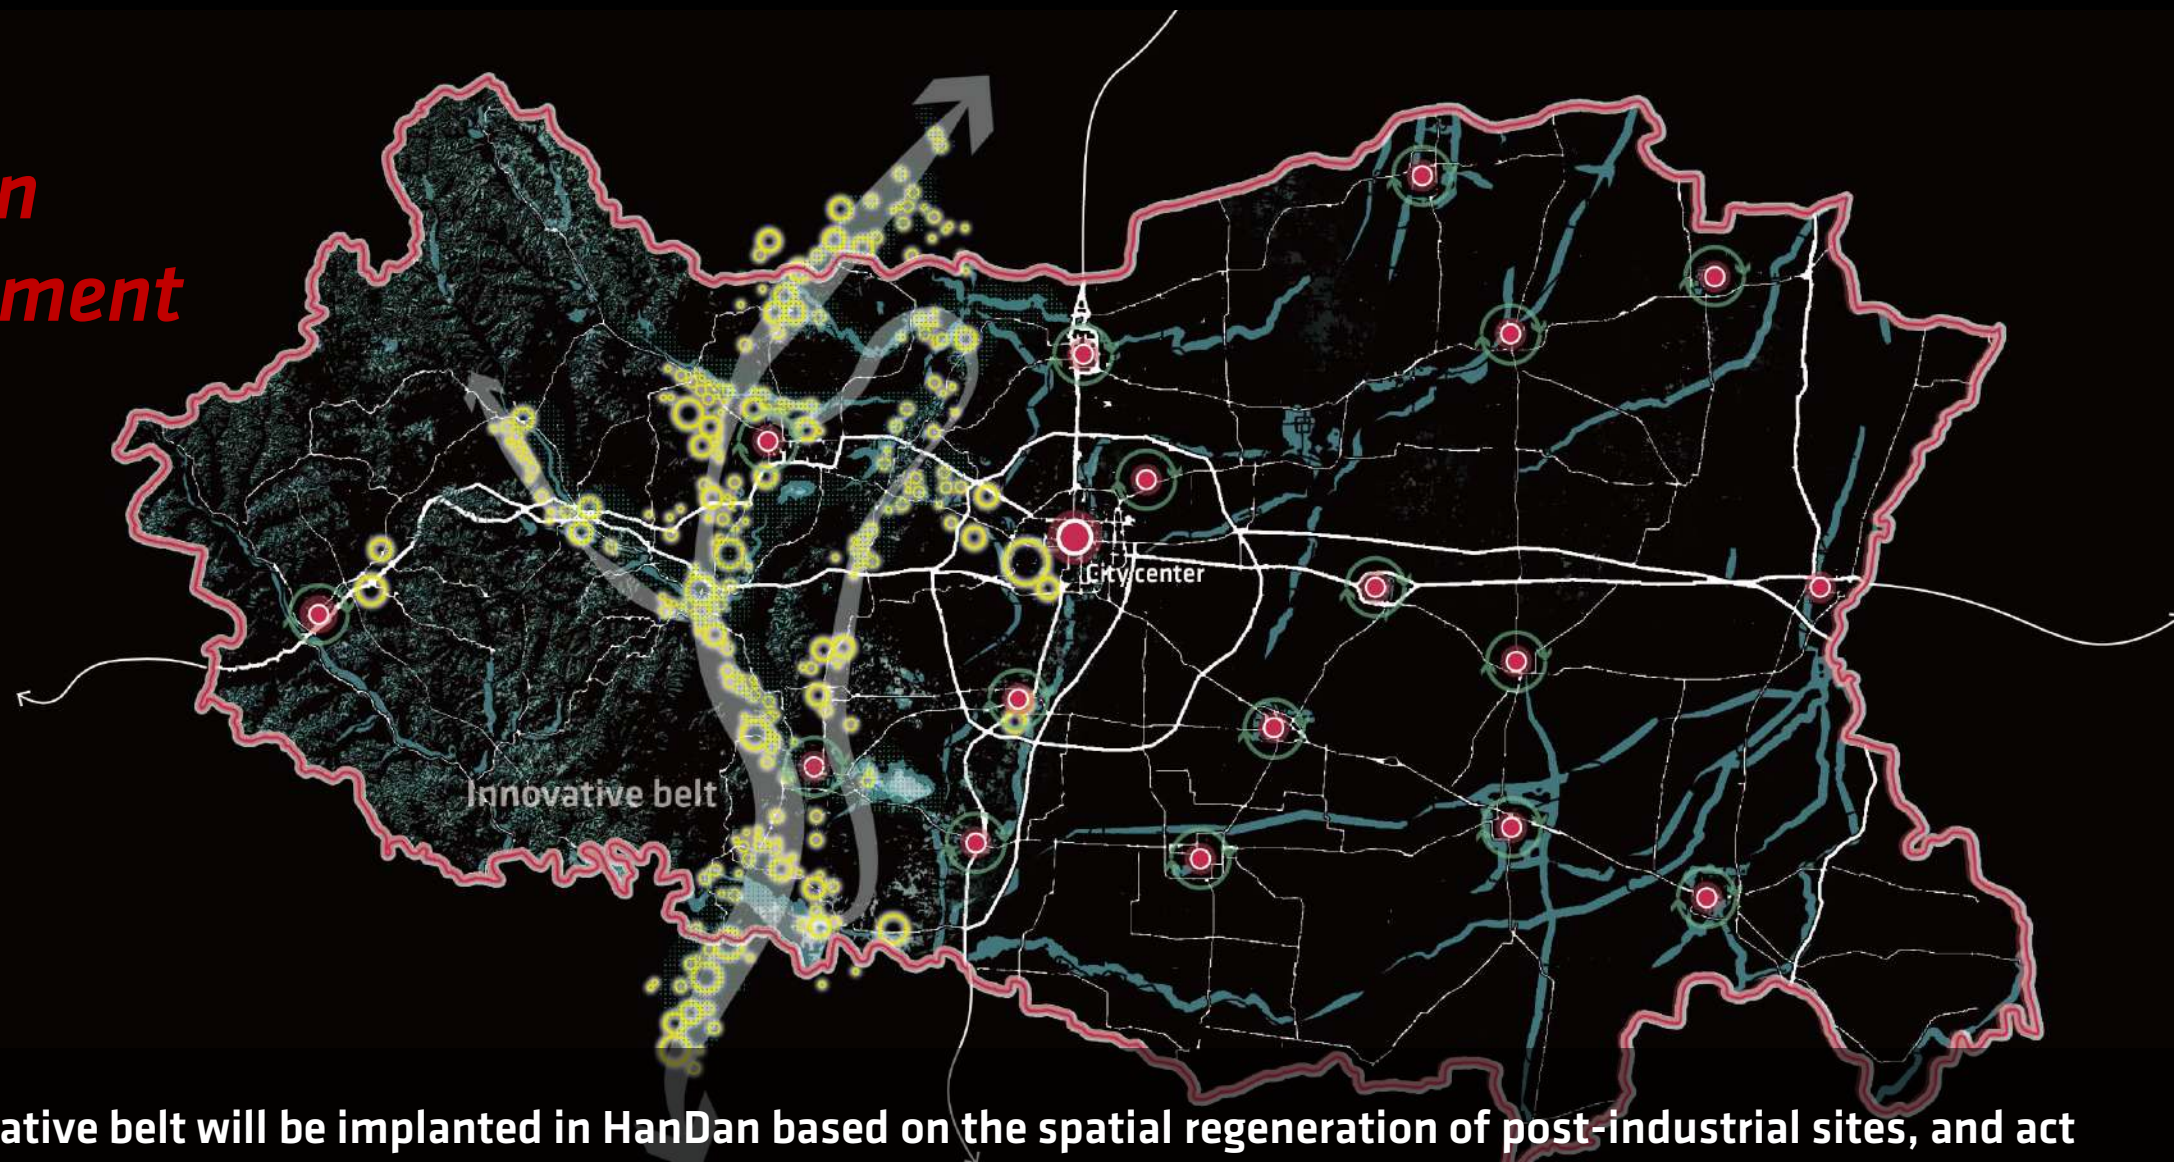 n
ment
City center
Innovative belt
ative belt will be implanted in HanDan based on the spatial regeneration of post-industrial sites, and act